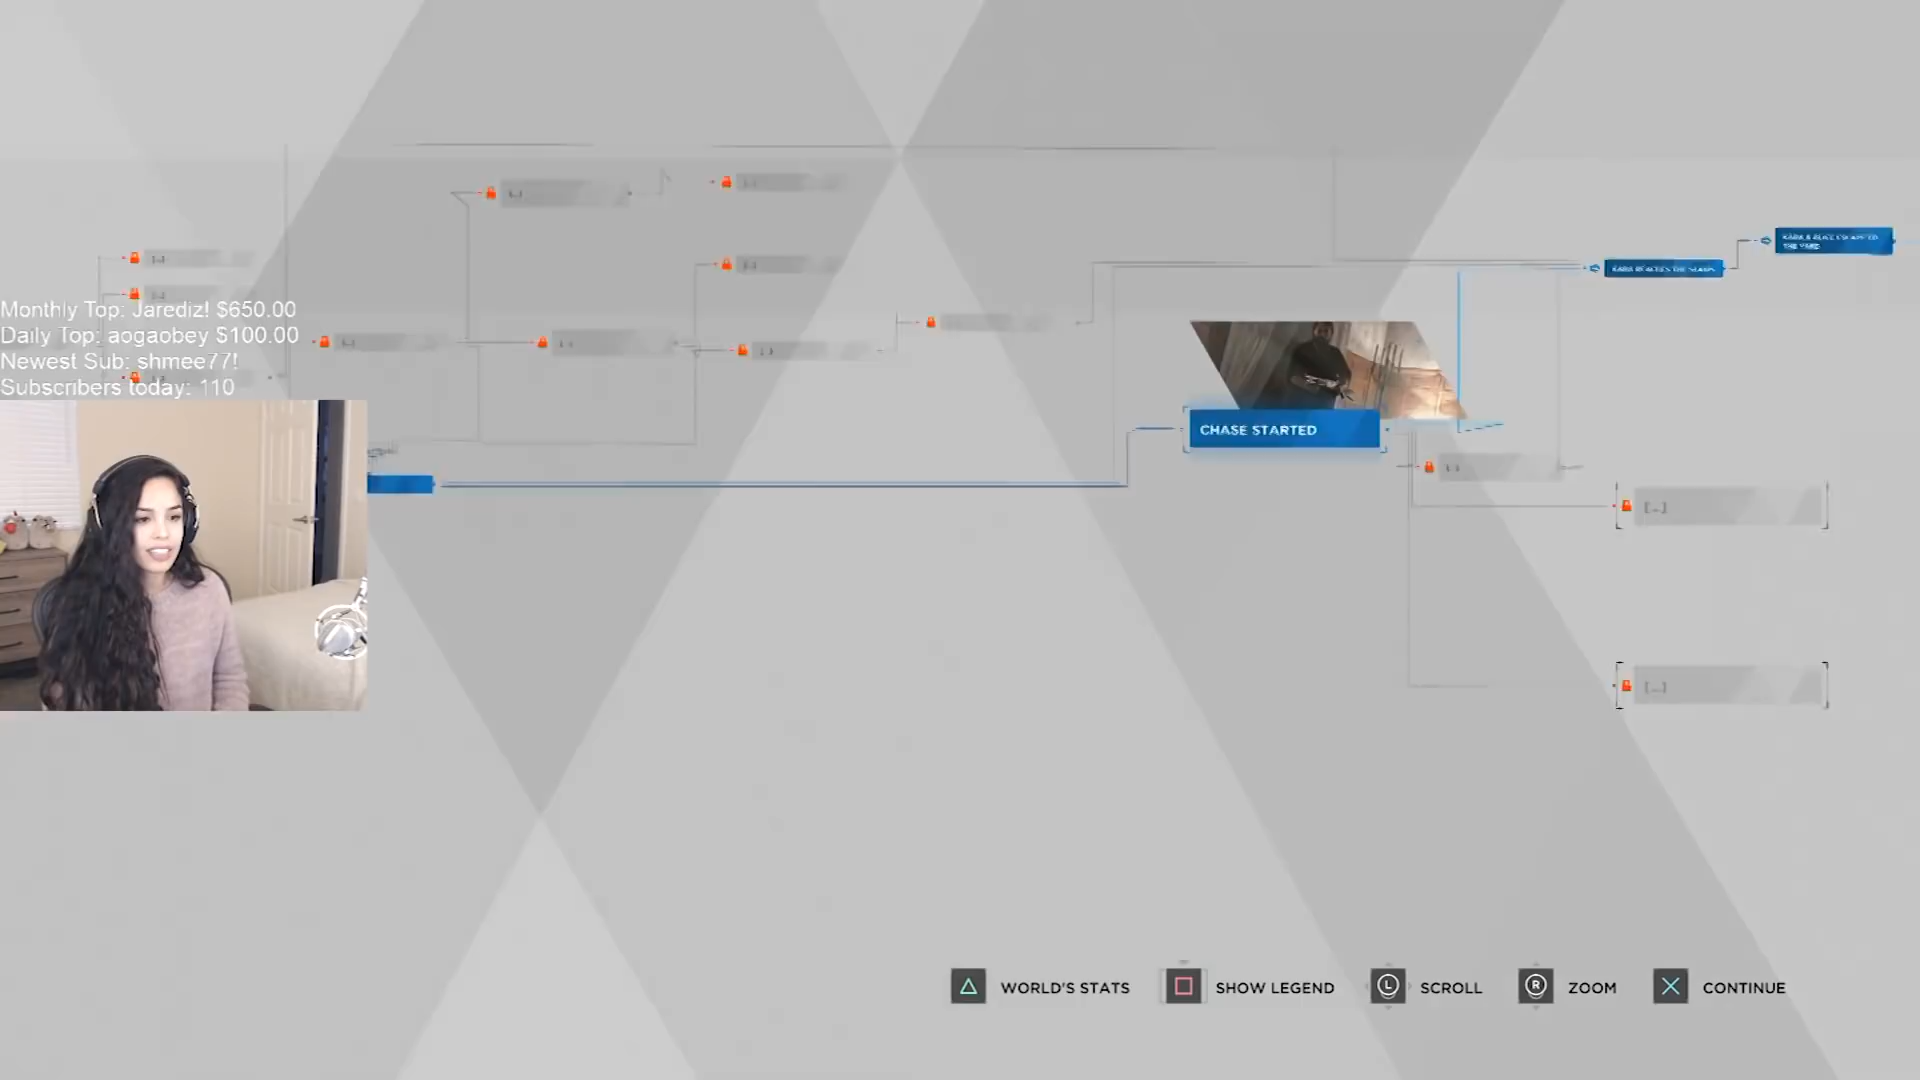 Monthly Top: Jarediz! $650.00
Daily Top: aogaobey $100.00
Newest Sub: shmee77!
Subscribers today: 110
CHASE STARTED
[...]
[...]
WORLD'S STATS
SHOW LEGEND
L
SCROLL
R
ZOOM
CONTINUE